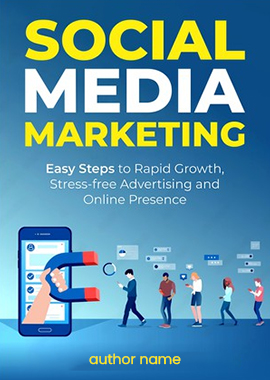 SOCIAL
MEDIA
MARKETING
Easy Steps to Rapid Growth,
Stress-free Advertising and
Online Presence
author name